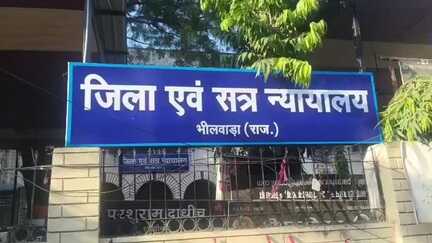 जिला एवं सत्र न्यायालय
भीलवाड़ा (राज.)
जिला एवं सत्र न्यायालय
परशराम दाधीच